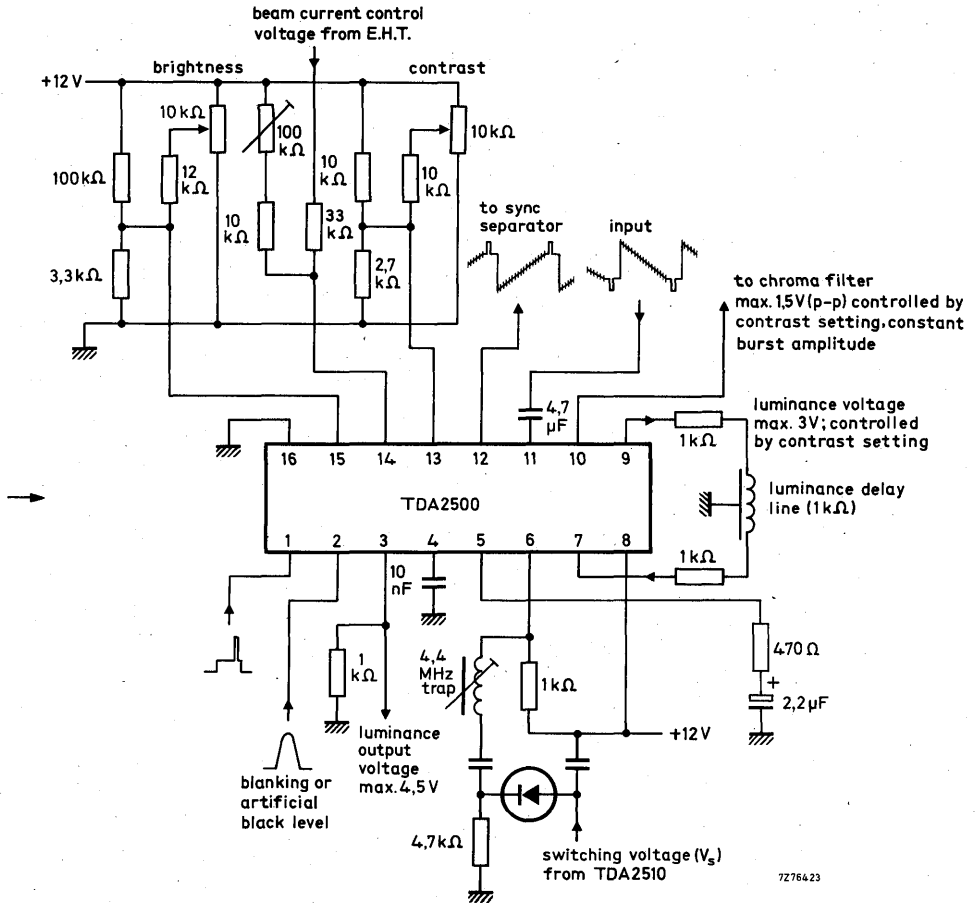 beam current control
voltage from E.H.T.
brightness
contrast
+12 V
10 kΩ
100
kΩ
10 kΩ
100 kΩ
12
kΩ
10
kΩ
10
kΩ
10
kΩ
33
kΩ
3,3 kΩ
2,7
kΩ
to sync
separator
input
to chroma filter
max. 1,5 V (p-p) controlled by
contrast setting, constant
burst amplitude
4,7
µF
1 kΩ
luminance voltage
max. 3 V; controlled
by contrast setting
16 15 14 13 12 11 10 9
TDA2500
luminance delay
line (1 kΩ)
1 2 3 4 5 6 7 8
10
nF
1 kΩ
1
kΩ
4,4
MHz
trap
1 kΩ
470 Ω
+
2,2 µF
+12 V
luminance
output
voltage
max. 4,5 V
blanking or
artificial
black level
4,7 kΩ
switching voltage (Vs)
from TDA2510
7Z76423